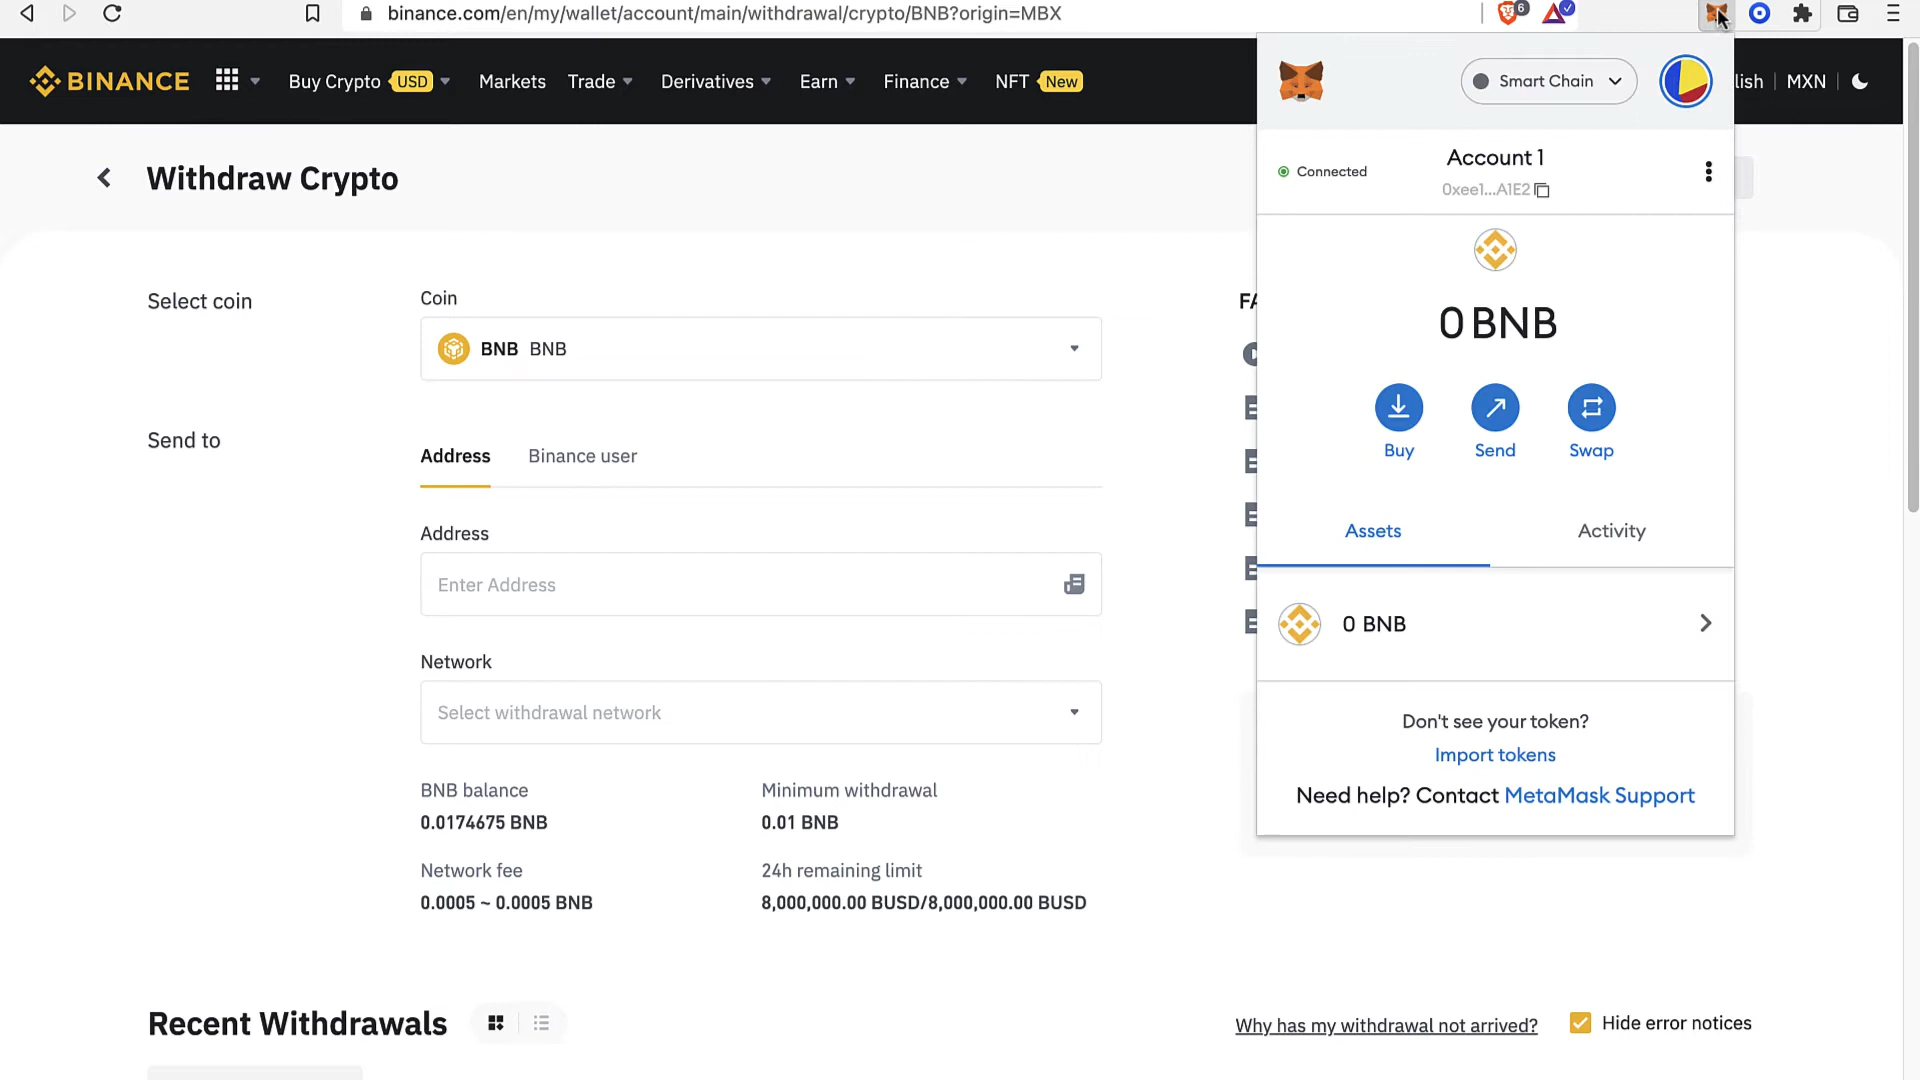 binance.com/en/my/wallet/account/main/withdrawal/crypto/BNB?origin=MBX
6
BINANCE
Buy Crypto USD
Markets
Trade
Derivatives
Earn
Finance
NFT New
Smart Chain
lish
MXN
Withdraw Crypto
Connected
Account 1
0xee1...A1E2
Select coin
Coin
BNB BNB
FA
0 BNB
Buy
Send
Swap
Send to
Address
Binance user
Assets
Activity
Address
Enter Address
0 BNB
Network
Select withdrawal network
Don't see your token?
Import tokens
Need help? Contact MetaMask Support
BNB balance
0.0174675 BNB
Minimum withdrawal
0.01 BNB
Network fee
0.0005 ~ 0.0005 BNB
24h remaining limit
8,000,000.00 BUSD/8,000,000.00 BUSD
Recent Withdrawals
Why has my withdrawal not arrived?
Hide error notices